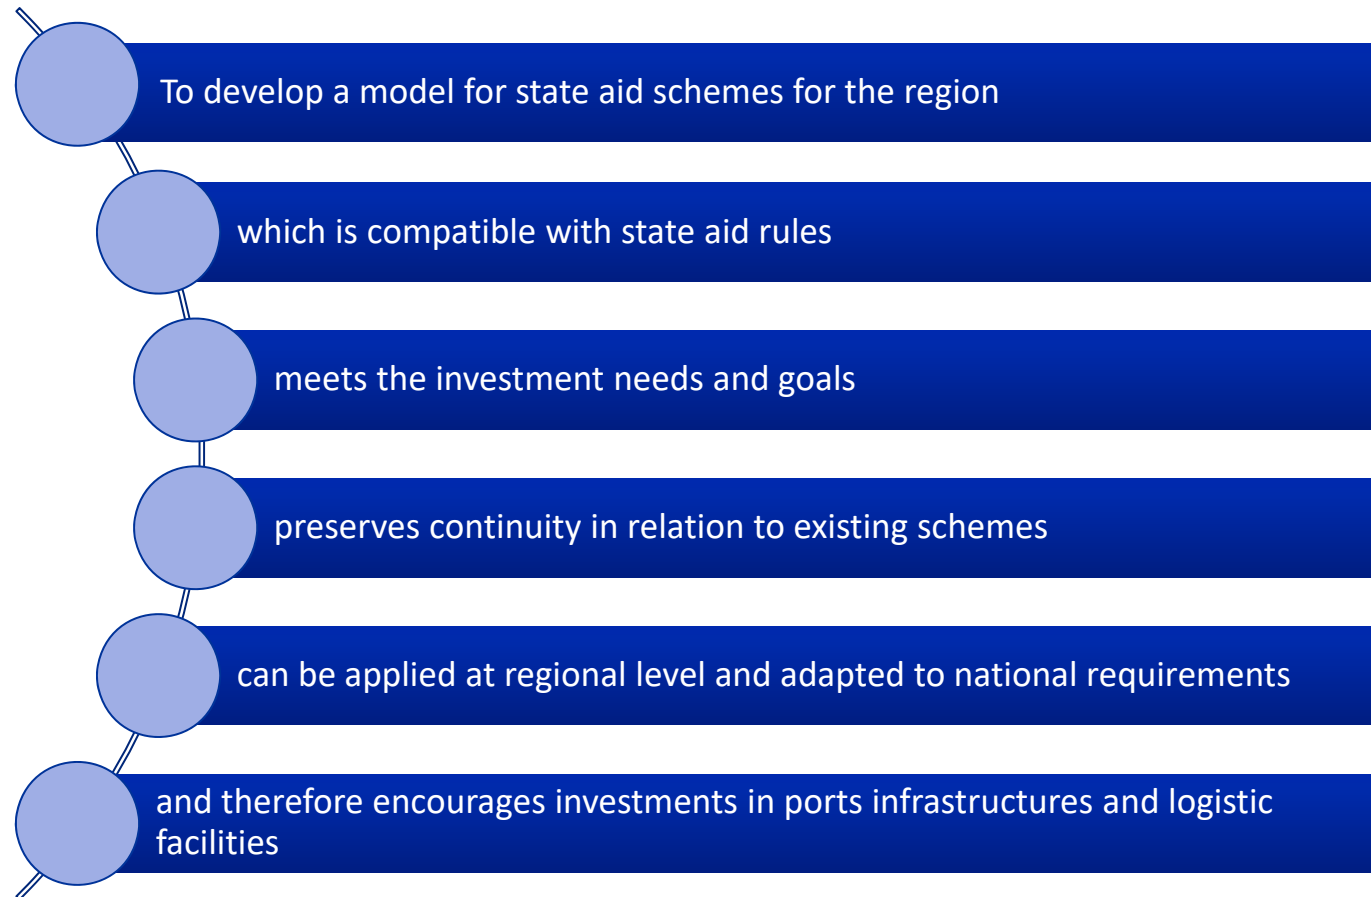 To develop a model for state aid schemes for the region
which is compatible with state aid rules
meets the investment needs and goals
preserves continuity in relation to existing schemes
can be applied at regional level and adapted to national requirements
and therefore encourages investments in ports infrastructures and logistic
facilities